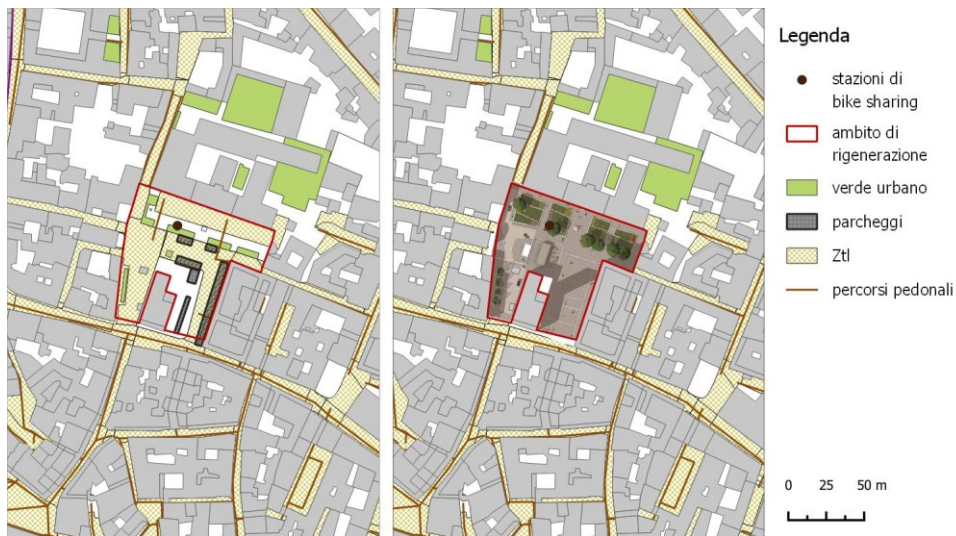 Legenda
stazioni di
bike sharing
ambito di
rigenerazione
verde urbano
parcheggi
Ztl
percorsi pedonali
0 25 50 m